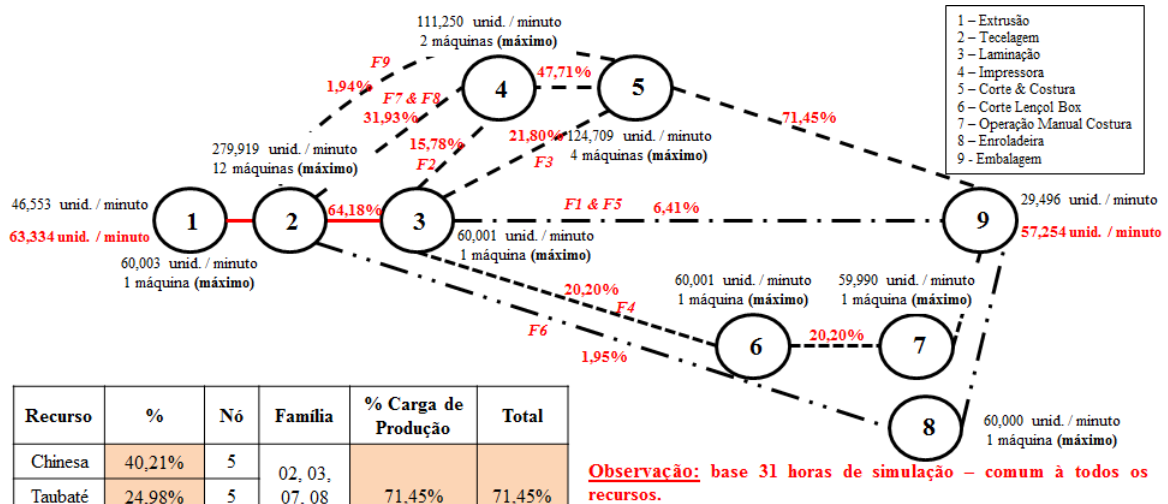 111,250 unid. / minuto
2 máquinas (máximo)
1 – Extrusão
2 – Tecelagem
3 – Laminação
4 – Impressora
5 – Corte & Costura
6 – Corte Lençol Box
7 – Operação Manual Costura
8 – Enroladeira
9 - Embalagem
F9
1,94%
4
47,71%
5
F7 & F8
31,93%
71,45%
15,78%
F2
21,80%
F3
124,709 unid. / minuto
4 máquinas (máximo)
279,919 unid. / minuto
12 máquinas (máximo)
46,553 unid. / minuto
63,334 unid. / minuto
1
2
64,18%
3
F1 & F5
6,41%
9
29,496 unid. / minuto
57,254 unid. / minuto
60,003 unid. / minuto
1 máquina (máximo)
60,001 unid. / minuto
1 máquina (máximo)
20,20%
F4
60,001 unid. / minuto
1 máquina (máximo)
59,990 unid. / minuto
1 máquina (máximo)
F6
1,95%
6
20,20%
7
8
60,000 unid. / minuto
1 máquina (máximo)
Recurso % Nó Família % Carga de Produção Total
Chinesa 40,21% 5
02, 03,
Taubaté 24,98% 5 07, 08 71,45% 71,45%
Observação: base 31 horas de simulação – comum à todos os
recursos.